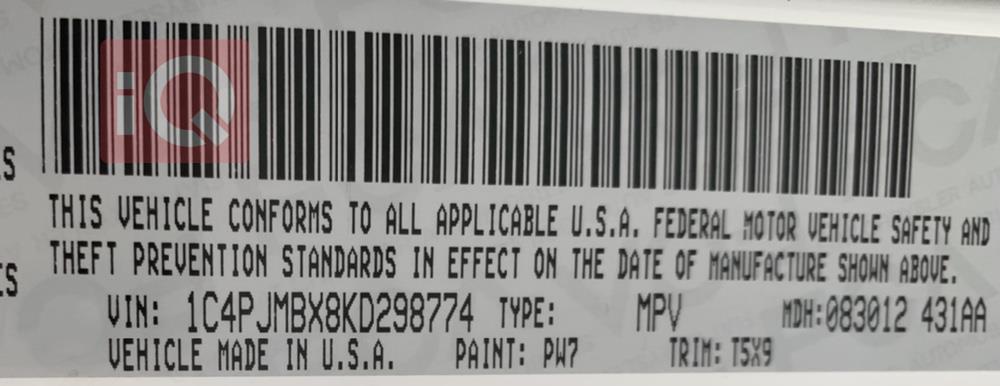 iQ
THIS VEHICLE CONFORMS TO ALL APPLICABLE U.S.A. FEDERAL MOTOR VEHICLE SAFETY AND
THEFT PREVENTION STANDARDS IN EFFECT ON THE DATE OF MANUFACTURE SHOWN ABOVE.
VIN: 1C4PJMBX8KD298774 TYPE: MPV MDH:083012 431AA
VEHICLE MADE IN U.S.A. PAINT: PW7 TRIM: T5X9